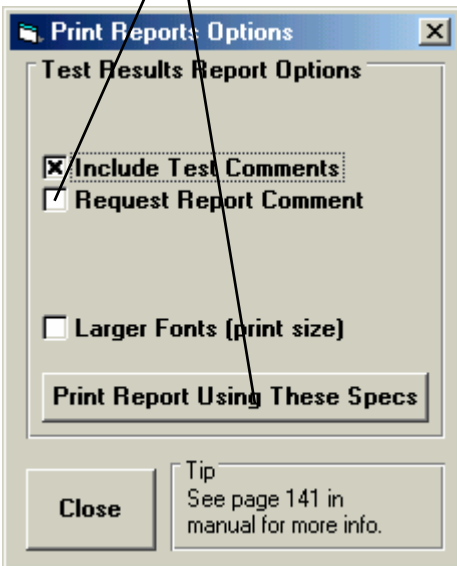 Print Reports Options
Test Results Report Options
Include Test Comments
Request Report Comment
Larger Fonts (print size)
Print Report Using These Specs
Close
Tip
See page 141 in
manual for more info.